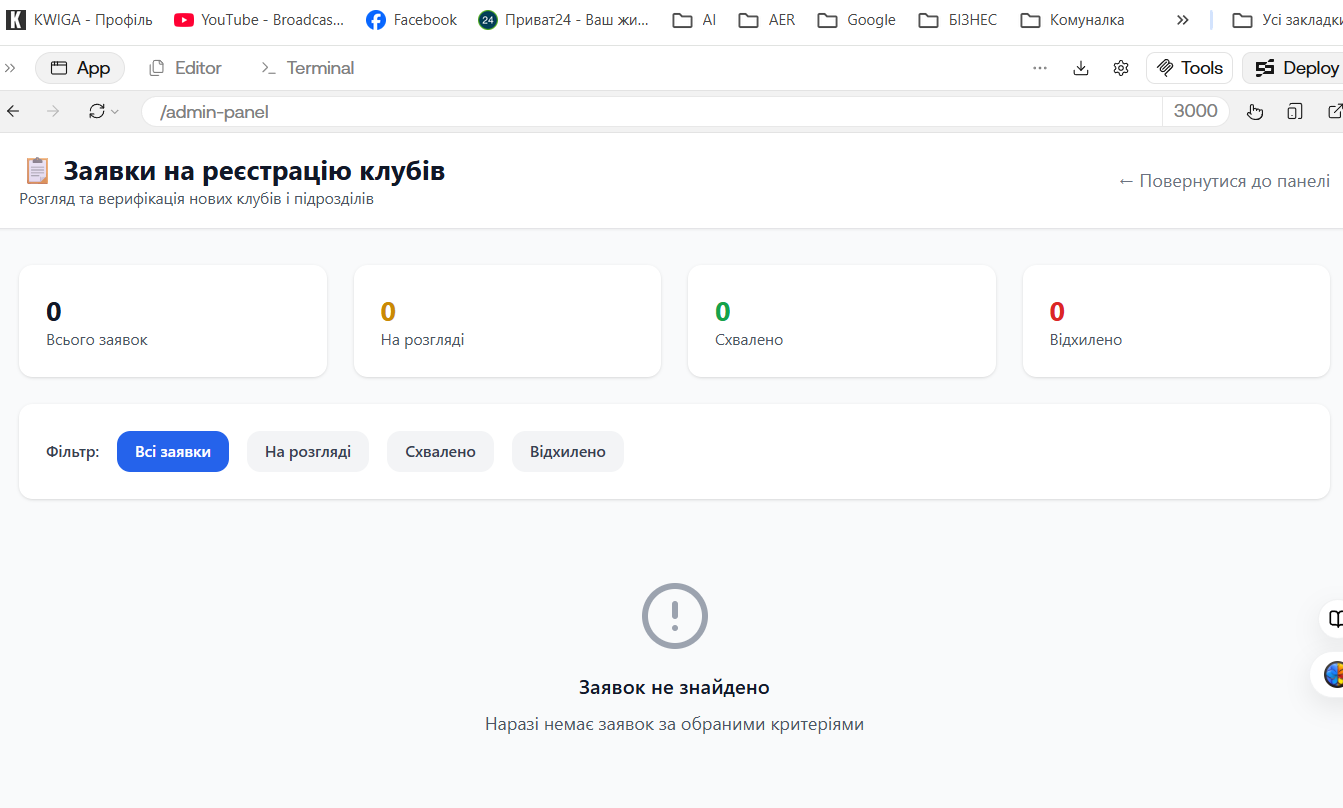 KWIGA - Профіль YouTube - Broadcas... Facebook 24 Приват24 - Ваш жи... AI AER Google БІЗНЕС Комуналка » Усі закладки
» App Editor >_ Terminal ... Tools Deploy
/admin-panel 3000
📋 Заявки на реєстрацію клубів
Розгляд та верифікація нових клубів і підрозділів
← Повернутися до панелі
0
Всього заявок
0
На розгляді
0
Схвалено
0
Відхилено
Фільтр: Всі заявки На розгляді Схвалено Відхилено
Заявок не знайдено
Наразі немає заявок за обраними критеріями